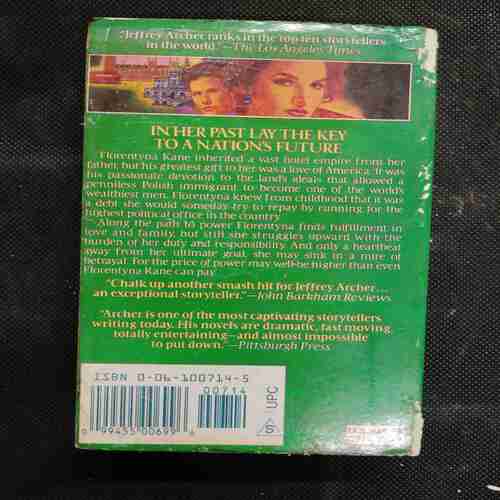 "Jeffrey Archer ranks in the top ten storytellers
in the world."—The Los Angeles Times
IN HER PAST LAY THE KEY
TO A NATION'S FUTURE
Florentyna Kane inherited a vast hotel empire from her
father, but his greatest gift to her was a love of America. It was
his passionate devotion to the land's ideals that allowed a
penniless Polish immigrant to become one of the world's
wealthiest men. Florentyna knew from childhood that it was
a debt she would someday try to repay by running for the
highest political office in the country.
Along the path to power Florentyna finds fulfillment in
love and family, but still she struggles upward with the
burden of her duty and responsibility. And only a heartbeat
away from her ultimate goal, she may sink in a mire of
betrayal. For the price of power may well be higher than even
Florentyna Kane can pay.
"Chalk up another smash hit for Jeffrey Archer...
an exceptional storyteller."—John Barkham Reviews
"Archer is one of the most captivating storytellers
writing today. His novels are dramatic, fast moving,
totally entertaining—and almost impossible
to put down."—Pittsburgh Press
ISBN 0-06-100714-5
00714
S UPC
0 99455 00699